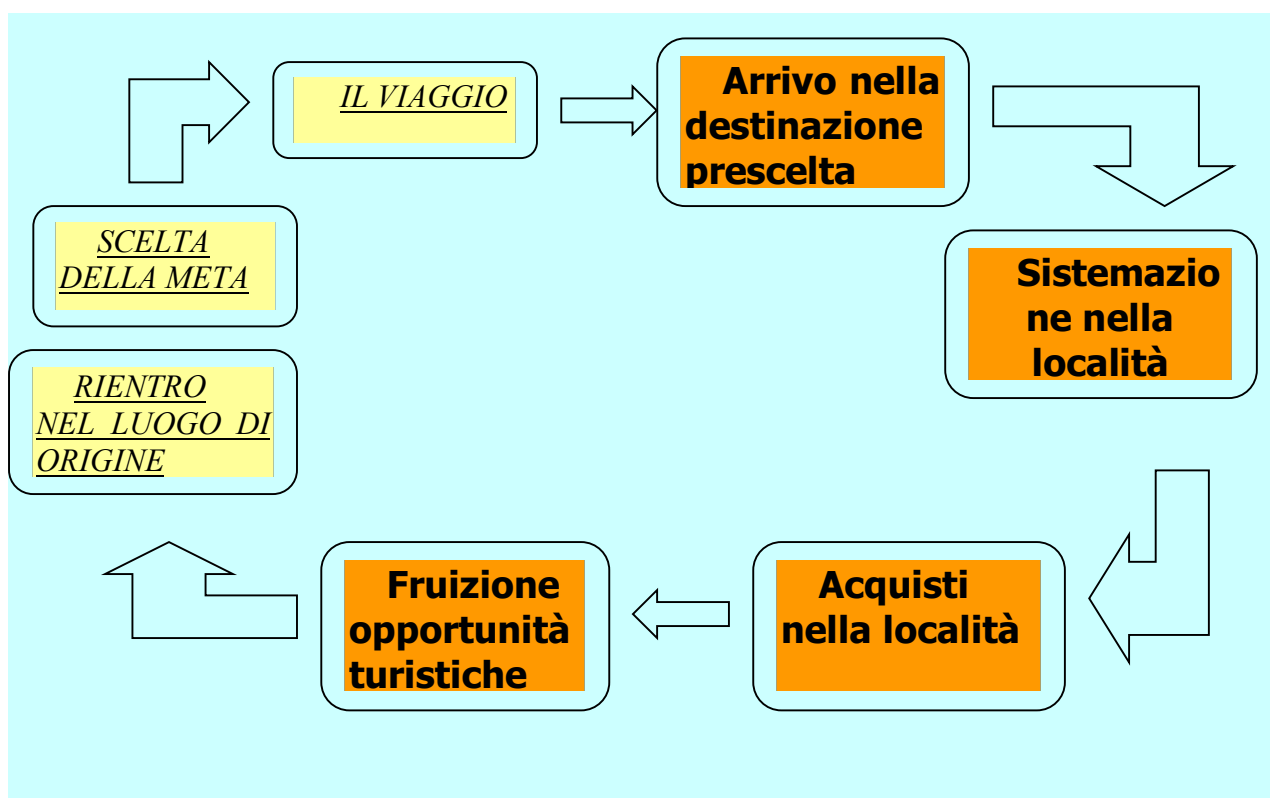 IL VIAGGIO
Arrivo nella
destinazione
prescelta
SCELTA
DELLA META
Sistemazio
ne nella
località
RIENTRO
NEL LUOGO DI
ORIGINE
Fruizione
opportunità
turistiche
Acquisti
nella località